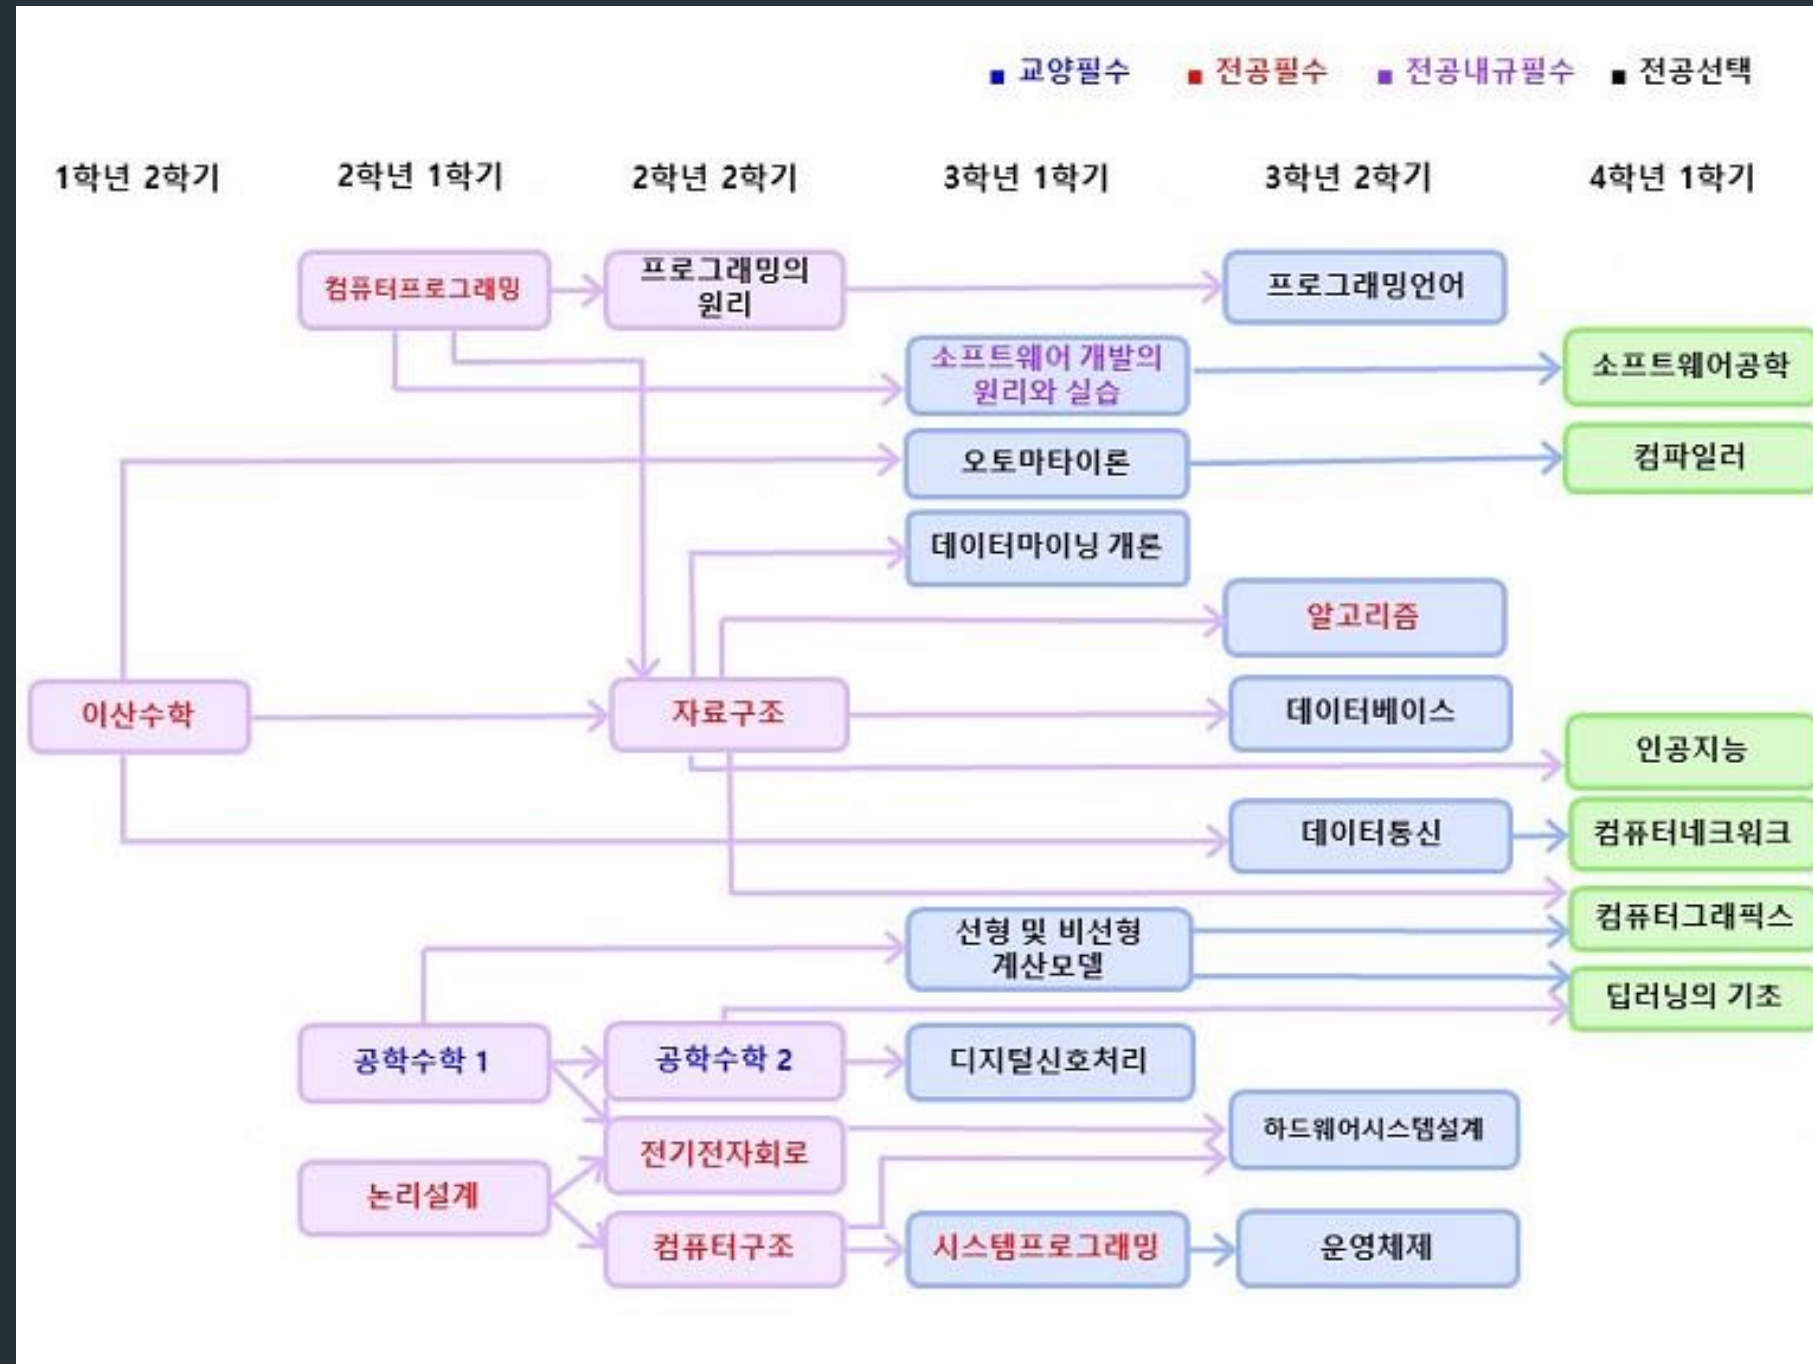 ■ 교양필수 ■ 전공필수 ■ 전공내규필수 ■ 전공선택
1학년 2학기 2학년 1학기 2학년 2학기 3학년 1학기 3학년 2학기 4학년 1학기
컴퓨터프로그래밍
프로그래밍의
원리
프로그래밍언어
소프트웨어 개발의
원리와 실습
소프트웨어공학
오토마타이론
컴파일러
데이터마이닝 개론
알고리즘
이산수학
자료구조
데이터베이스
인공지능
데이터통신
컴퓨터네크워크
선형 및 비선형
계산모델
컴퓨터그래픽스
딥러닝의 기초
공학수학 1
공학수학 2
디지털신호처리
전기전자회로
하드웨어시스템설계
논리설계
컴퓨터구조
시스템프로그래밍
운영체제